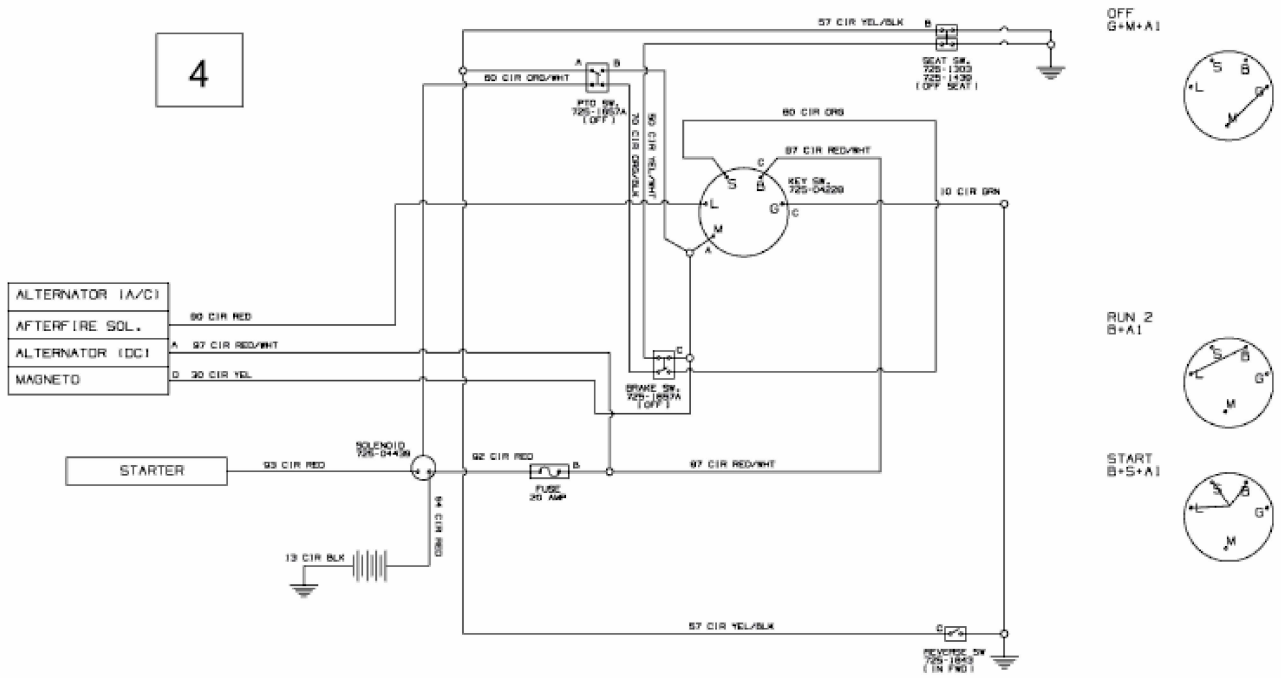 4
57 CIR YEL/BLK
B
SEAT SW.
725-1303
725-1439
(OFF SEAT)
OFF
G+M+A1
S B
L G
M
A B
60 CIR ORG/WHT
PTO SW.
725-1657A
(OFF)
70 CIR ORG/BLK
50 CIR YEL/WHT
60 CIR ORG
87 CIR RED/WHT
C
KEY SW.
725-04228
S B
L G
M
C
A
10 CIR GRN
ALTERNATOR (A/C)
AFTERFIRE SOL.
80 CIR RED
ALTERNATOR (DC)
A 97 CIR RED/WHT
MAGNETO
D 30 CIR YEL
C
BRAKE SW.
725-1657A
(OFF)
RUN 2
B+A1
S B
L G
M
SOLENOID
725-04439
STARTER
93 CIR RED
92 CIR RED
B
FUSE
20 AMP
87 CIR RED/WHT
94 CIR RED
START
B+S+A1
S B
L G
M
13 CIR BLK
57 CIR YEL/BLK
C
REVERSE SW
725-1643
(IN FWD)